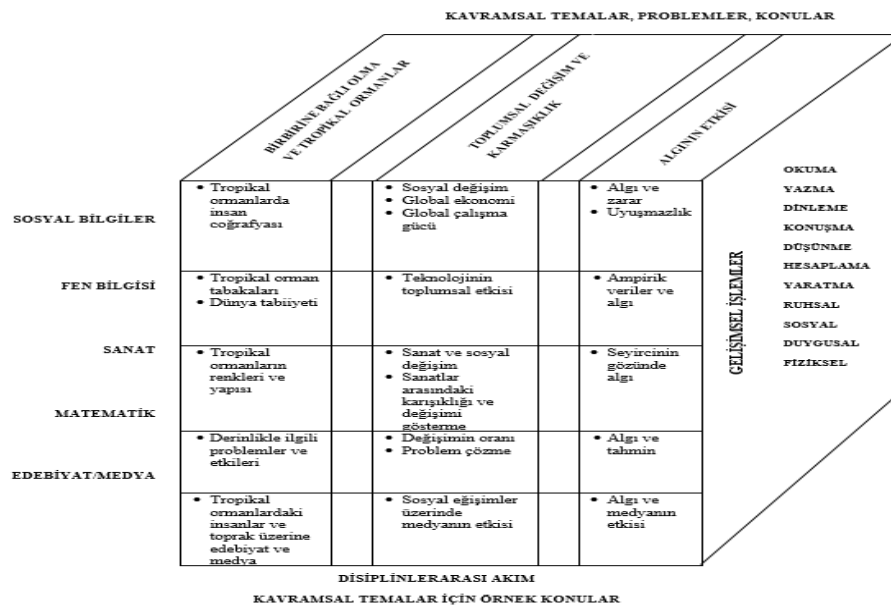 KAVRAMSAL TEMALAR, PROBLEMLER, KONULAR
BİRBİRİNE BAĞLI OLMA
VE TROPIKAL ORMANLAR
TOPLUMSAL DEĞİŞİM VE
KARMAŞIKLIK
ALGININ ETKİSİ
SOSYAL BİLGİLER
• Tropikal
ormanlarda
insan
coğrafyası
• Sosyal değişim
• Global ekonomi
• Global çalışma
gücü
• Algı ve
zarar
• Uyuşmazlık
FEN BİLGİSİ
• Tropikal orman
tabakaları
• Dünya tabiiyeti
• Teknolojinin
toplumsal etkisi
• Ampirik
veriler ve
algı
SANAT
• Tropikal
ormanların
renkleri ve
yapısı
• Sanat ve sosyal
değişim
• Sanatlar
arasındaki
karışıklığı ve
değişimi
gösterme
• Seyircinin
gözünde
algı
MATEMATİK
• Derinlikle ilgili
problemler ve
etkileri
• Değişimin oranı
• Problem çözme
• Algı ve
tahmin
EDEBİYAT/MEDYA
• Tropikal
ormanlardaki
insanlar ve
toprak üzerine
edebiyat ve
medya
• Sosyal eğişimler
üzerinde
medyanın etkisi
• Algı ve
medyanın
etkisi
GELİŞİMSEL İŞLEMLER
OKUMA
YAZMA
DİNLEME
KONUŞMA
DÜŞÜNME
HESAPLAMA
YARATMA
RUHSAL
SOSYAL
DUYGUSAL
FİZİKSEL
DİSİPLİNLERARASI AKIM
KAVRAMSAL TEMALAR İÇİN ÖRNEK KONULAR